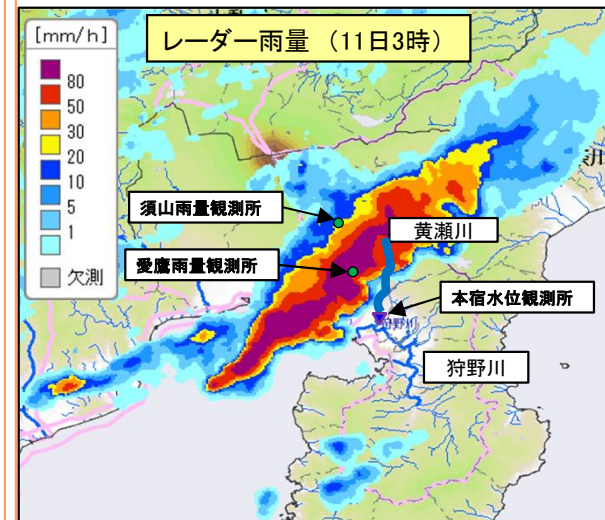 レーダー雨量 (11日3時)
[mm/h]
80
50
30
20
10
5
1
欠測
須山雨量観測所
黄瀬川
愛鷹雨量観測所
本宿水位観測所
狩野川
狩野川